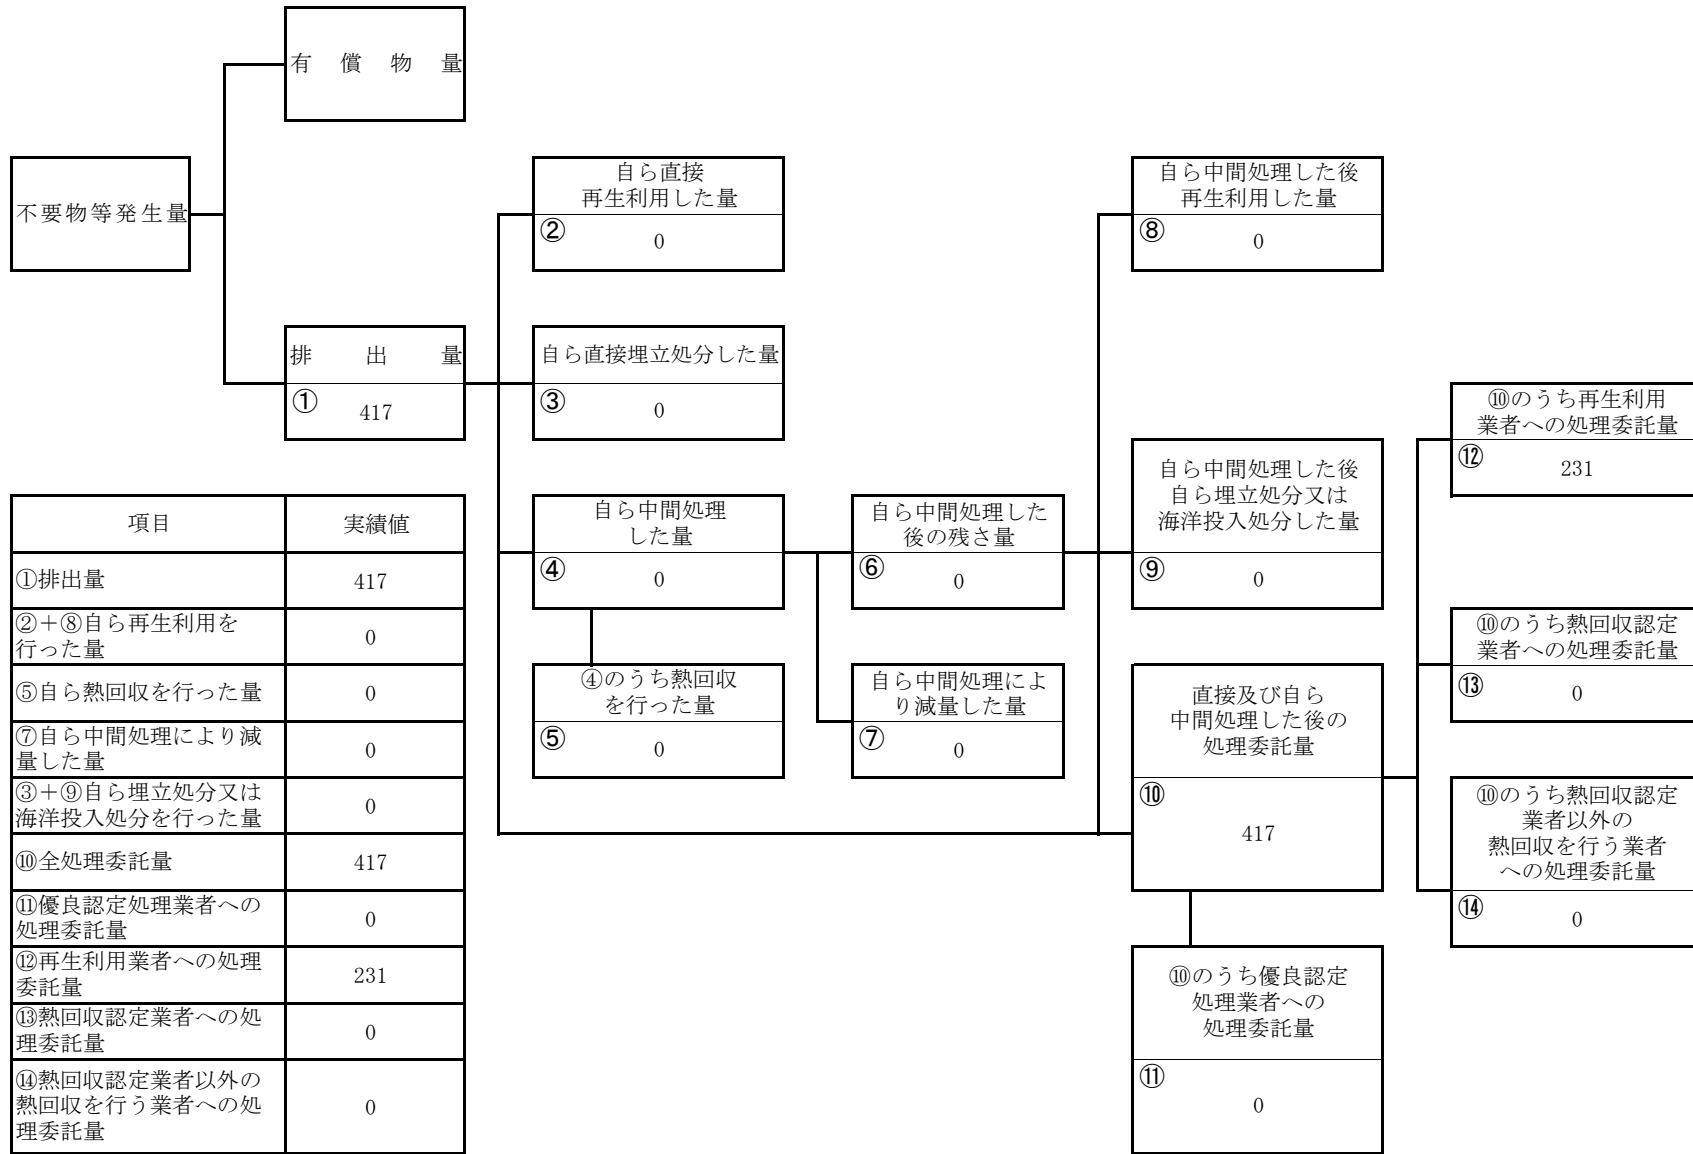 有償物量
不要物等発生量
自ら直接
再生利用した量
②
0
自ら中間処理した後
再生利用した量
⑧
0
排出量
①
417
自ら直接埋立処分した量
③
0
⑩のうち再生利用
業者への処理委託量
⑫
231
自ら中間処理した後
自ら埋立処分又は
海洋投入処分した量
⑨
0
自ら中間処理
した量
④
0
自ら中間処理した
後の残さ量
⑥
0
④のうち熱回収
を行った量
⑤
0
自ら中間処理によ
り減量した量
⑦
0
直接及び自ら
中間処理した後の
処理委託量
⑩
417
⑩のうち熱回収認定
業者への処理委託量
⑬
0
⑩のうち熱回収認定
業者以外の
熱回収を行う業者
への処理委託量
⑭
0
⑩のうち優良認定
処理業者への
処理委託量
⑪
0
項目 実績値
①排出量 417
②＋⑧自ら再生利用を
行った量 0
⑤自ら熱回収を行った量 0
⑦自ら中間処理により減
量した量 0
③＋⑨自ら埋立処分又は
海洋投入処分を行った量 0
⑩全処理委託量 417
⑪優良認定処理業者への
処理委託量 0
⑫再生利用業者への処理
委託量 231
⑬熱回収認定業者への処
理委託量 0
⑭熱回収認定業者以外の
熱回収を行う業者への処
理委託量 0